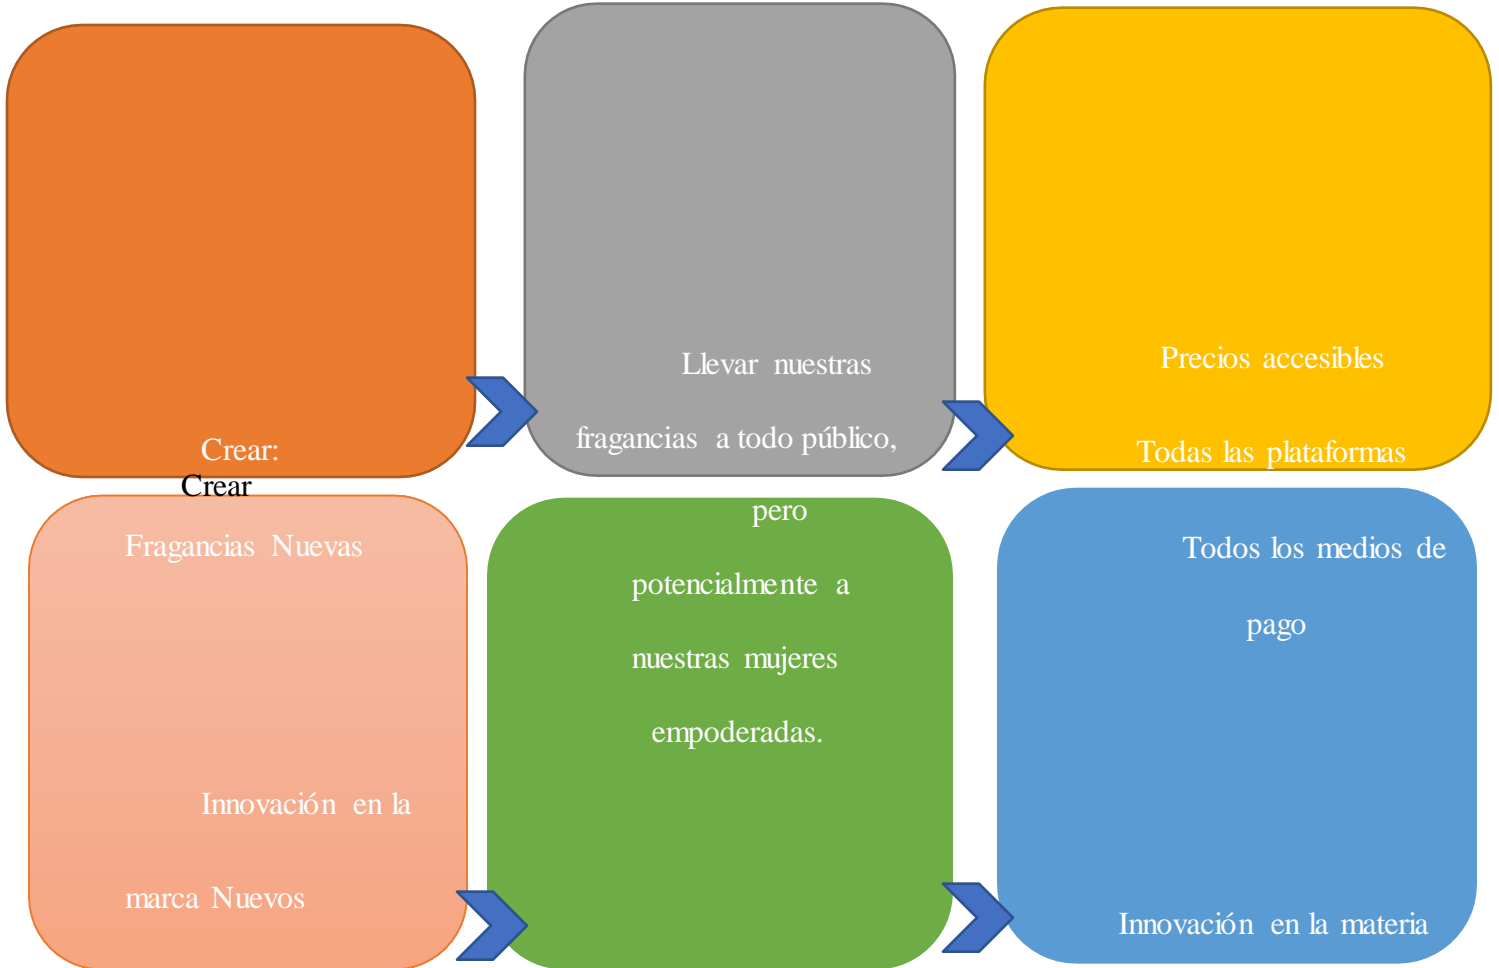 Crear:
Crear
Fragancias Nuevas
Innovación en la
marca Nuevos
Llevar nuestras
fragancias a todo público,
pero
potencialmente a
nuestras mujeres
empoderadas.
Precios accesibles
Todas las plataformas
Todos los medios de
pago
Innovación en la materia